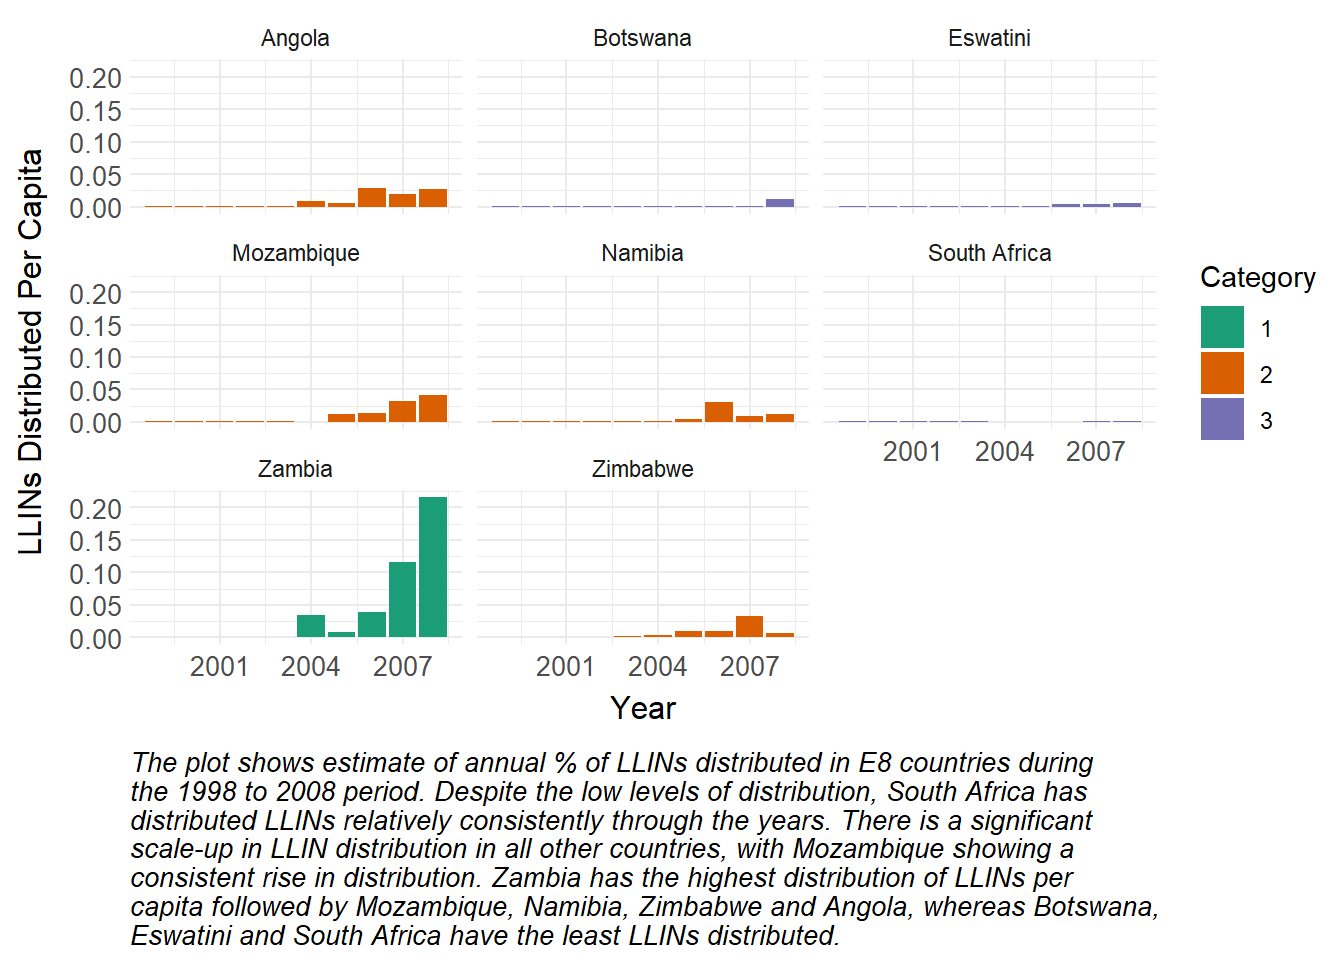 Angola Botswana Eswatini
0.20
0.15
0.10
0.05
0.00
Mozambique Namibia South Africa
0.20
0.15
0.10
0.05
0.00
2001 2004 2007
Zambia Zimbabwe
0.20
0.15
0.10
0.05
0.00
2001 2004 2007 2001 2004 2007
LLINs Distributed Per Capita
Year
Category
1
2
3
The plot shows estimate of annual % of LLINs distributed in E8 countries during
the 1998 to 2008 period. Despite the low levels of distribution, South Africa has
distributed LLINs relatively consistently through the years. There is a significant
scale-up in LLIN distribution in all other countries, with Mozambique showing a
consistent rise in distribution. Zambia has the highest distribution of LLINs per
capita followed by Mozambique, Namibia, Zimbabwe and Angola, whereas Botswana,
Eswatini and South Africa have the least LLINs distributed.